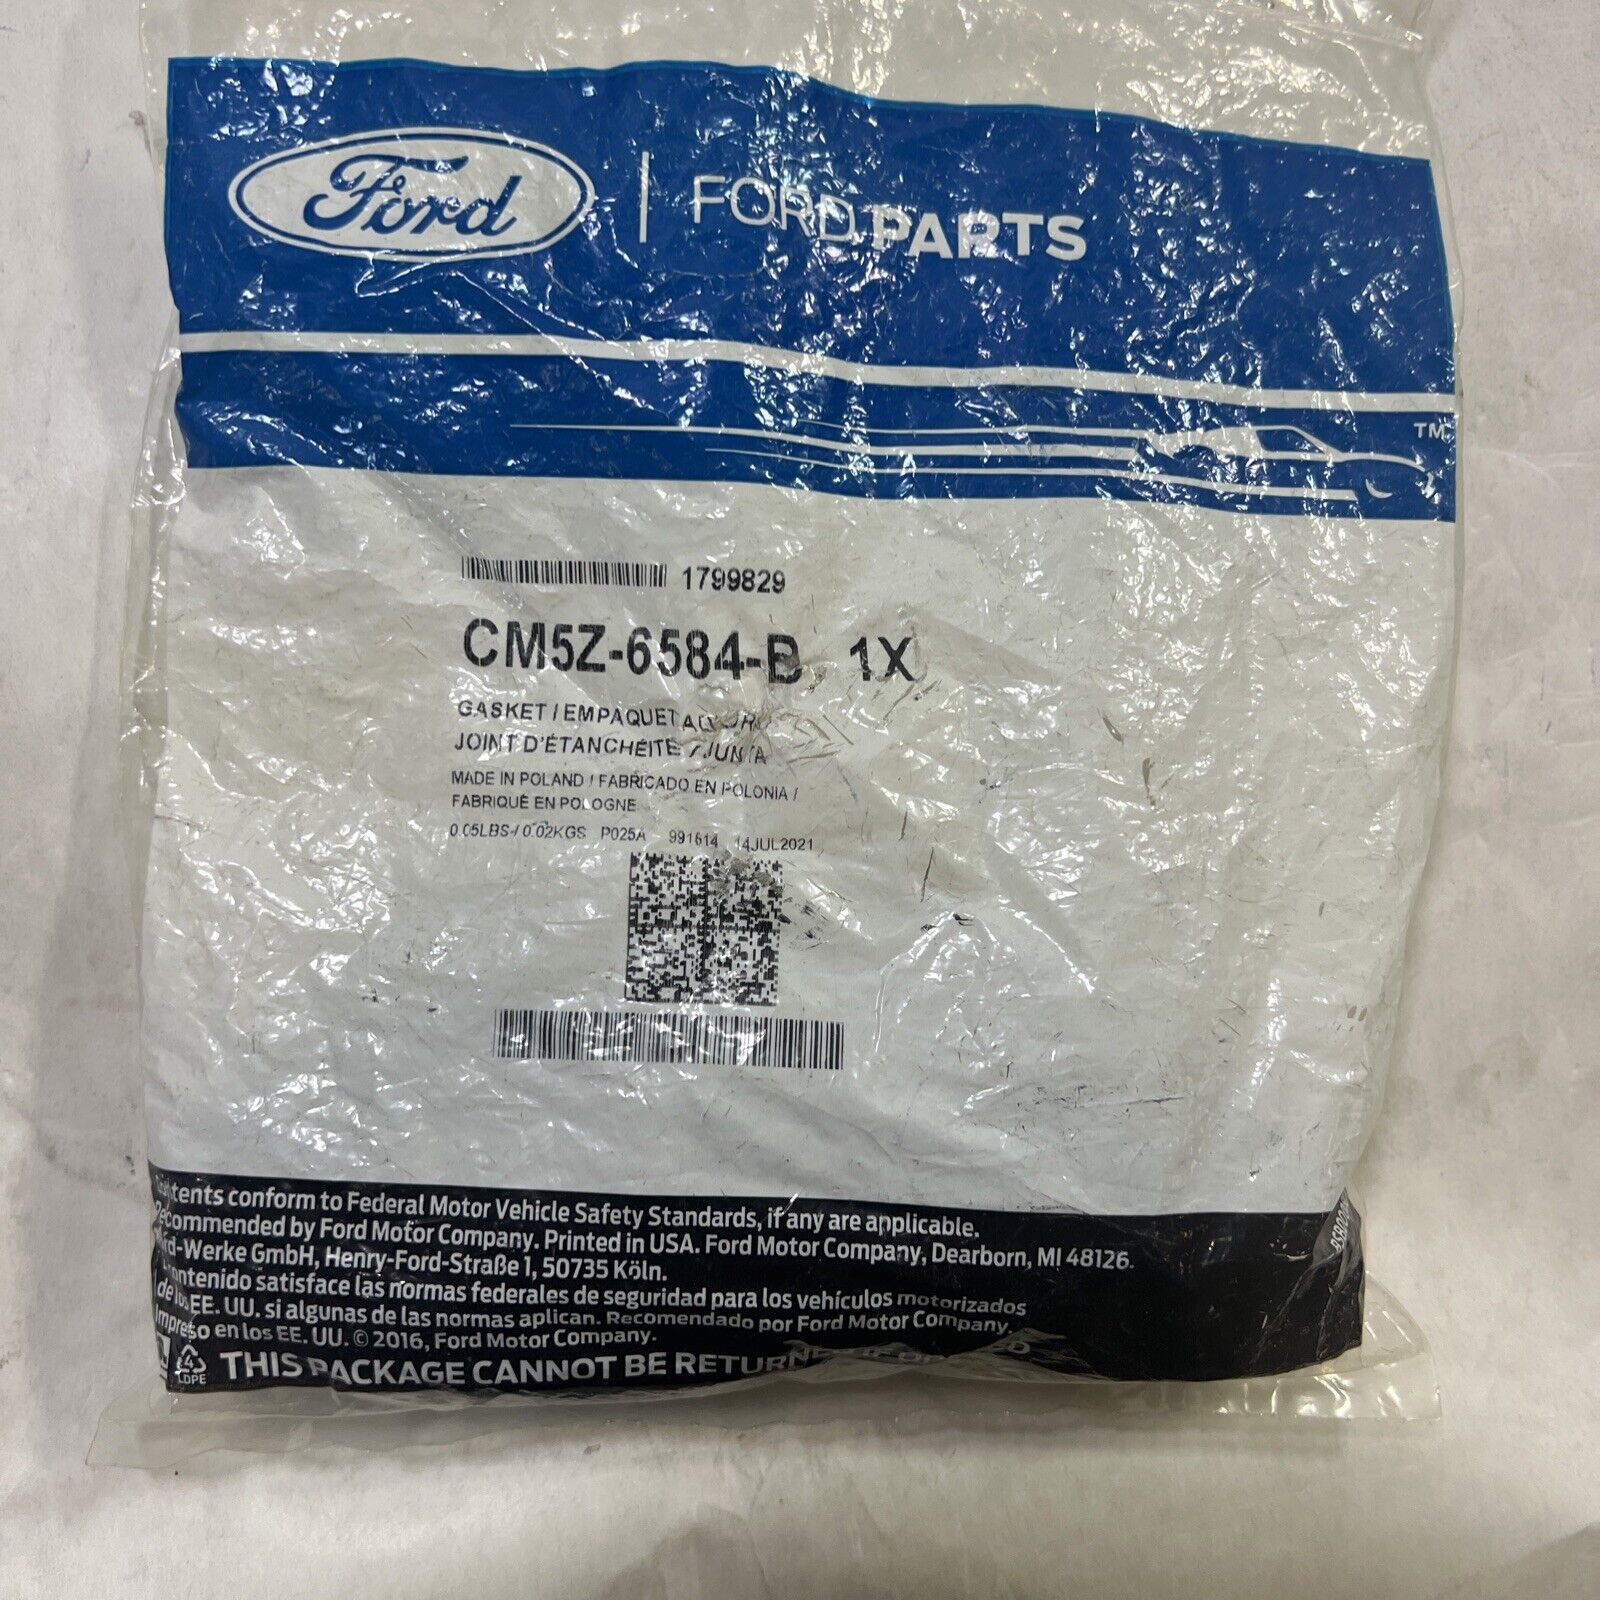 Ford | FORD PARTS
TM
1799829
CM5Z-6584-B 1X
GASKET / EMPAQUETA
JOINT D'ÉTANCHÉITÉ / JUNTA
MADE IN POLAND / FABRICADO EN POLONIA /
FABRIQUÉ EN POLOGNE
0.05LBS / 0.02KGS P025A 991614 14JUL2021
Contents conform to Federal Motor Vehicle Safety Standards, if any are applicable.
Recommended by Ford Motor Company. Printed in USA. Ford Motor Company, Dearborn, MI 48126.
Ford-Werke GmbH, Henry-Ford-Straße 1, 50735 Köln.
Contenido satisface las normas federales de seguridad para los vehículos motorizados
de los EE. UU. si algunas de las normas aplican. Recomendado por Ford Motor Company.
Impreso en los EE. UU. © 2016, Ford Motor Company.
4
LDPE
THIS PACKAGE CANNOT BE RETURNED IF OPENED